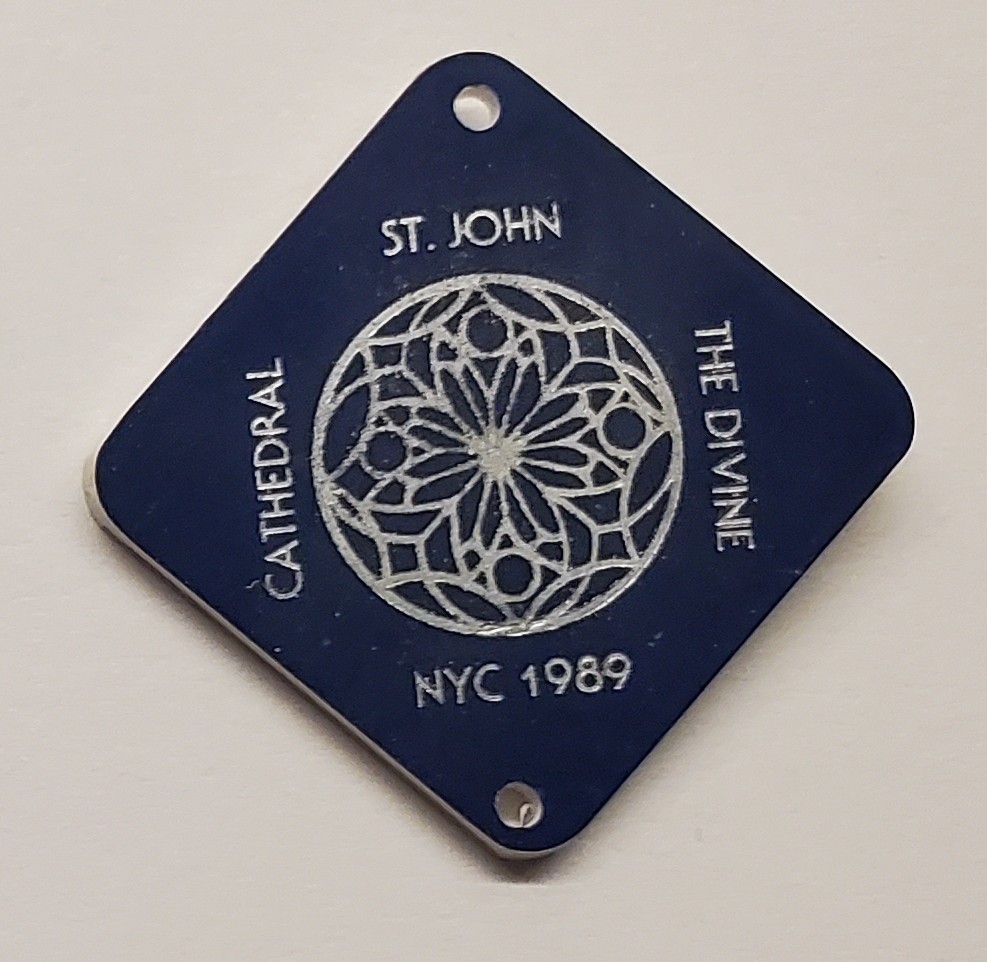 CATHEDRAL
ST. JOHN
THE DIVINE
NYC 1989